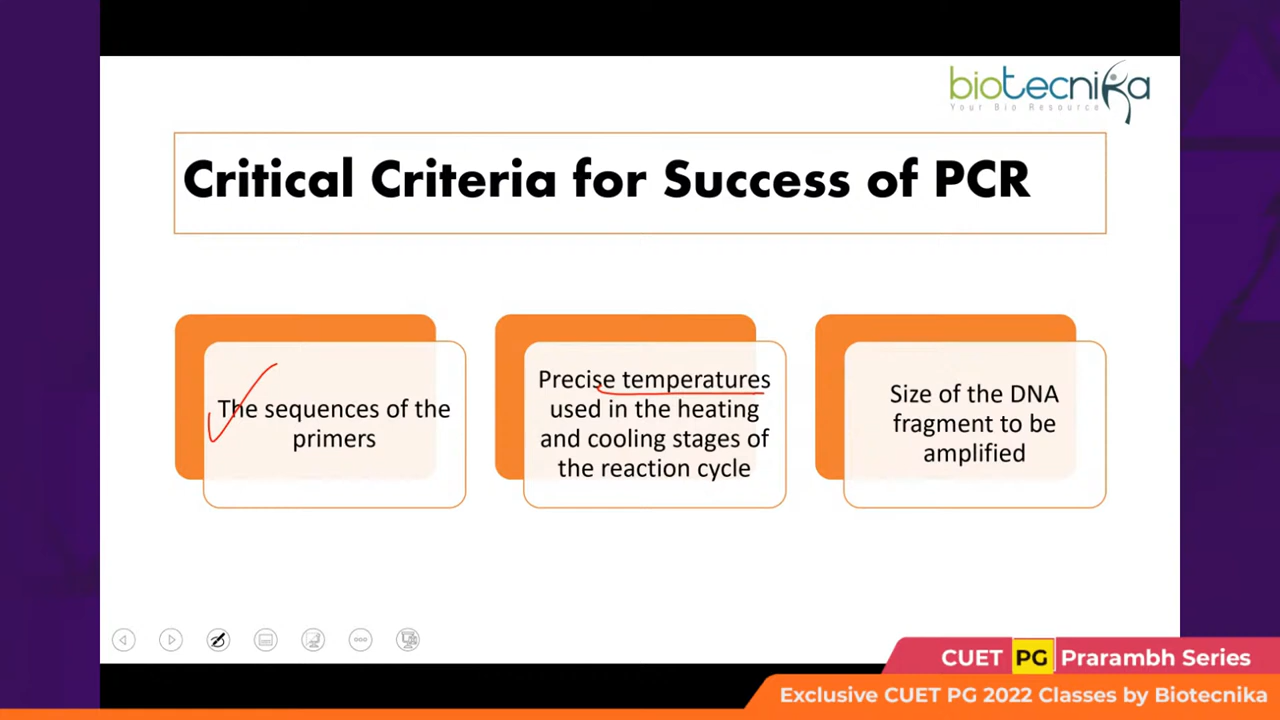 biotecnika
Your Bio Resource
Critical Criteria for Success of PCR
The sequences of the
primers
Precise temperatures
used in the heating
and cooling stages of
the reaction cycle
Size of the DNA
fragment to be
amplified
CUET PG Prarambh Series
Exclusive CUET PG 2022 Classes by Biotecnika